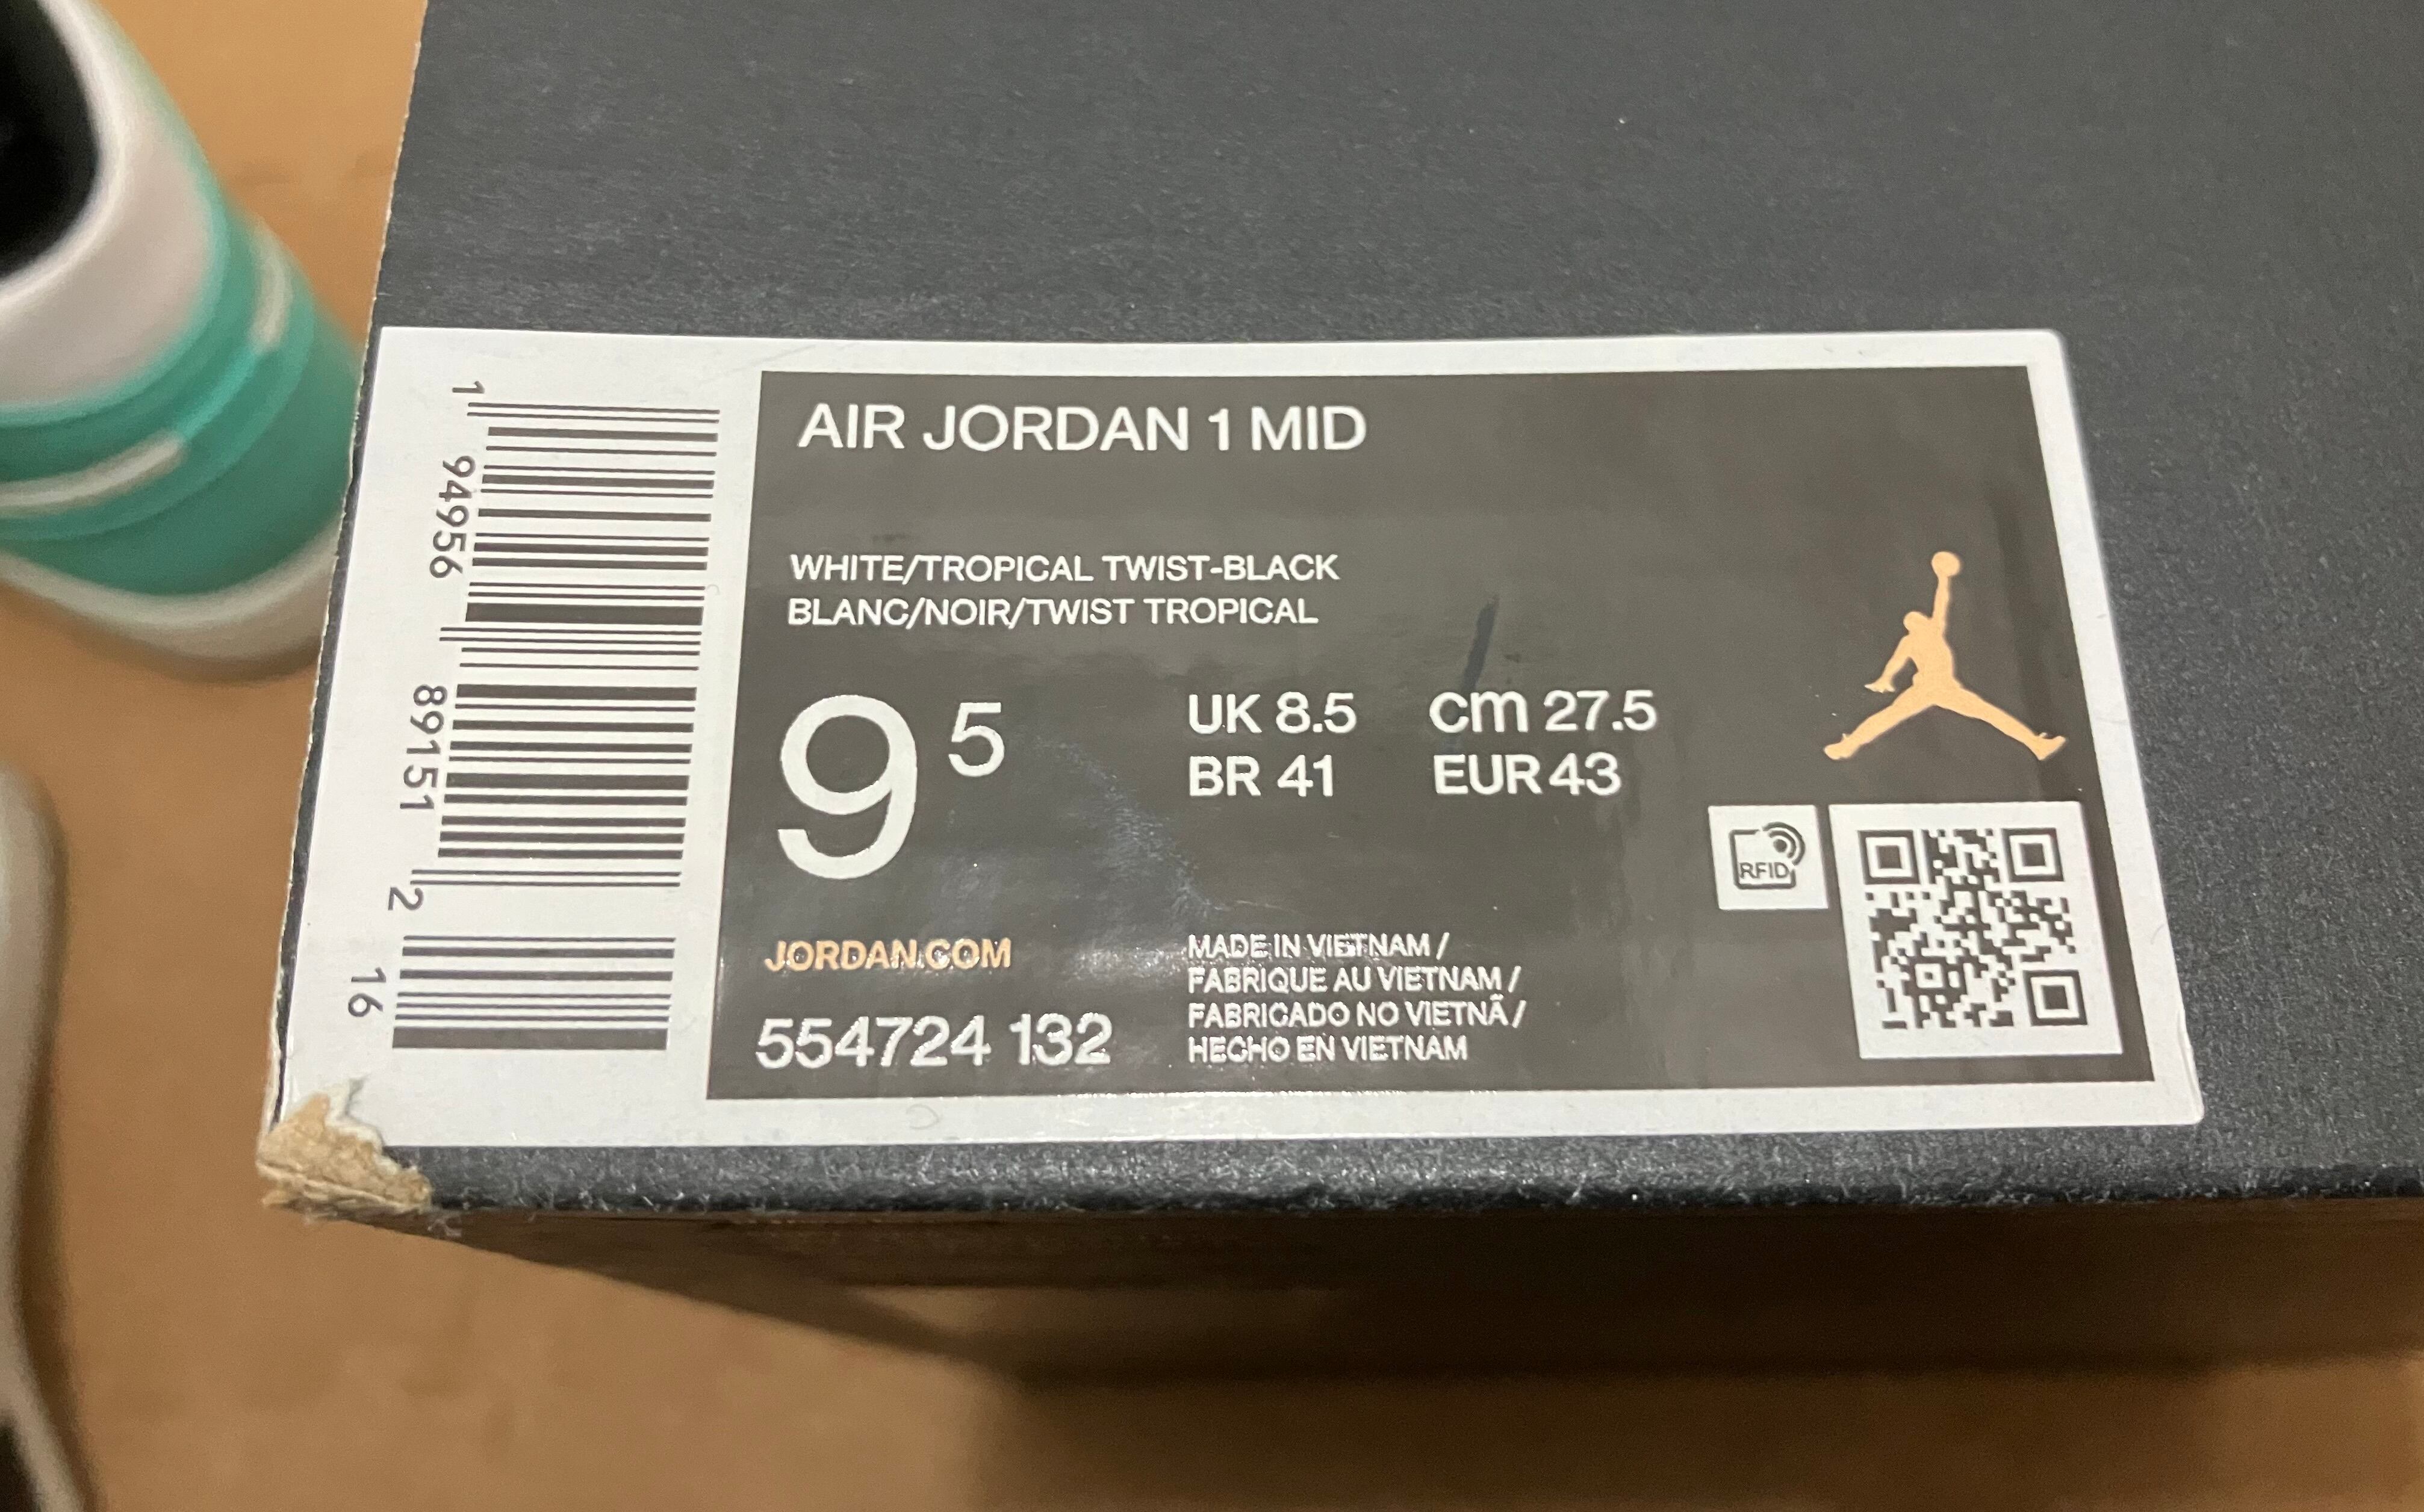 AIR JORDAN 1 MID
WHITE/TROPICAL TWIST-BLACK
BLANC/NOIR/TWIST TROPICAL
9 5
UK 8.5 cm 27.5
BR 41 EUR 43
RFID
JORDAN.COM
554724 132
MADE IN VIETNAM /
FABRIQUE AU VIETNAM /
FABRICADO NO VIETNÃ /
HECHO EN VIETNAM
1 94956 89151 2 16